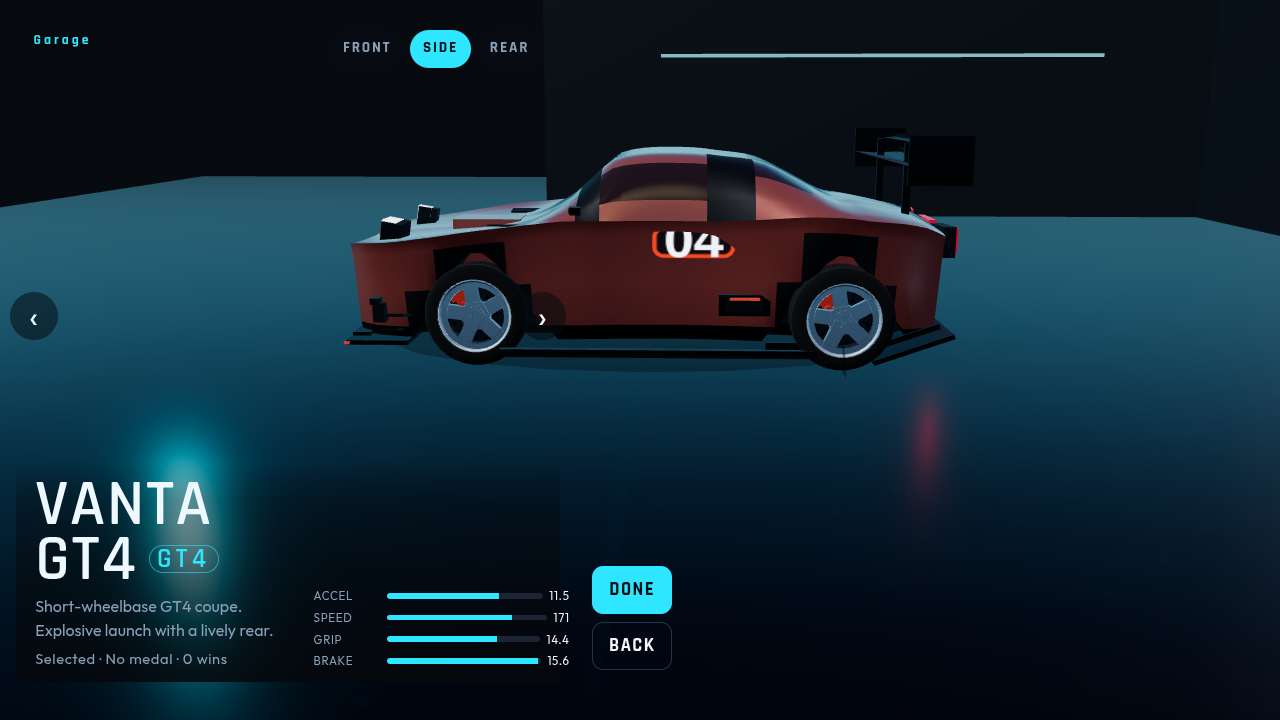 Garage
FRONT SIDE REAR
04
‹ ›
VANTA
GT4 GT4
Short-wheelbase GT4 coupe.
Explosive launch with a lively rear.
Selected · No medal · 0 wins
ACCEL 11.5
SPEED 171
GRIP 14.4
BRAKE 15.6
DONE
BACK